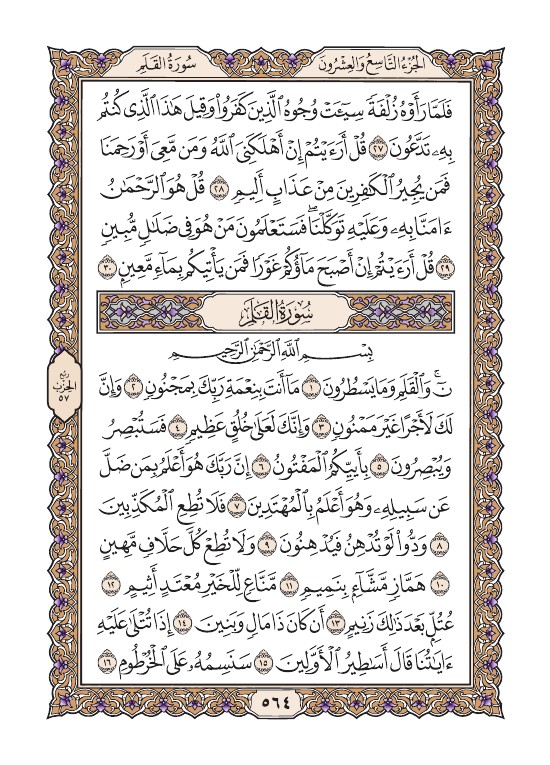 الجزء التاسع والعشرون
سورة القلم
فَلَمَّا رَأَوْهُ زُلْفَةً سِيٓـَٔتْ وُجُوهُ ٱلَّذِينَ كَفَرُوا۟ وَقِيلَ هَـٰذَا ٱلَّذِى كُنتُم
بِهِۦ تَدَّعُونَ ٢٧ قُلْ أَرَءَيْتُمْ إِنْ أَهْلَكَنِىَ ٱللَّهُ وَمَن مَّعِىَ أَوْ رَحِمَنَا
فَمَن يُجِيرُ ٱلْكَـٰفِرِينَ مِنْ عَذَابٍ أَلِيمٍ ٢٨ قُلْ هُوَ ٱلرَّحْمَـٰنُ
ءَامَنَّا بِهِۦ وَعَلَيْهِ تَوَكَّلْنَا ۖ فَسَتَعْلَمُونَ مَنْ هُوَ فِى ضَلَـٰلٍ مُّبِينٍ
٢٩ قُلْ أَرَءَيْتُمْ إِنْ أَصْبَحَ مَآؤُكُمْ غَوْرًا فَمَن يَأْتِيكُم بِمَآءٍ مَّعِينٍۭ ٣٠
سُورَةُ القَلَمِ
بِسْمِ ٱللَّهِ ٱلرَّحْمَـٰنِ ٱلرَّحِيمِ
نٓ ۚ وَٱلْقَلَمِ وَمَا يَسْطُرُونَ ١ مَآ أَنتَ بِنِعْمَةِ رَبِّكَ بِمَجْنُونٍ ٢ وَإِنَّ
لَكَ لَأَجْرًا غَيْرَ مَمْنُونٍ ٣ وَإِنَّكَ لَعَلَىٰ خُلُقٍ عَظِيمٍ ٤ فَسَتُبْصِرُ
وَيُبْصِرُونَ ٥ بِأَييِّكُمُ ٱلْمَفْتُونُ ٦ إِنَّ رَبَّكَ هُوَ أَعْلَمُ بِمَن ضَلَّ
عَن سَبِيلِهِۦ وَهُوَ أَعْلَمُ بِٱلْمُهْتَدِينَ ٧ فَلَا تُطِعِ ٱلْمُكَذِّبِينَ
٨ وَدُّوا۟ لَوْ تُدْهِنُ فَيُدْهِنُونَ ٩ وَلَا تُطِعْ كُلَّ حَلَّافٍ مَّهِينٍ
١٠ هَمَّازٍ مَّشَّآءٍۭ بِنَمِيمٍ ١١ مَّنَّاعٍ لِّلْخَيْرِ مُعْتَدٍ أَثِيمٍ ١٢
عُتُلٍّۭ بَعْدَ ذَٰلِكَ زَنِيمٍ ١٣ أَن كَانَ ذَا مَالٍ وَبَنِينَ ١٤ إِذَا تُتْلَىٰ عَلَيْهِ
ءَايَـٰتُنَا قَالَ أَسَـٰطِيرُ ٱلْأَوَّلِينَ ١٥ سَنَسِمُهُۥ عَلَى ٱلْخُرْطُومِ ١٦
ربع
الحزب
٥٧
٥٦٤